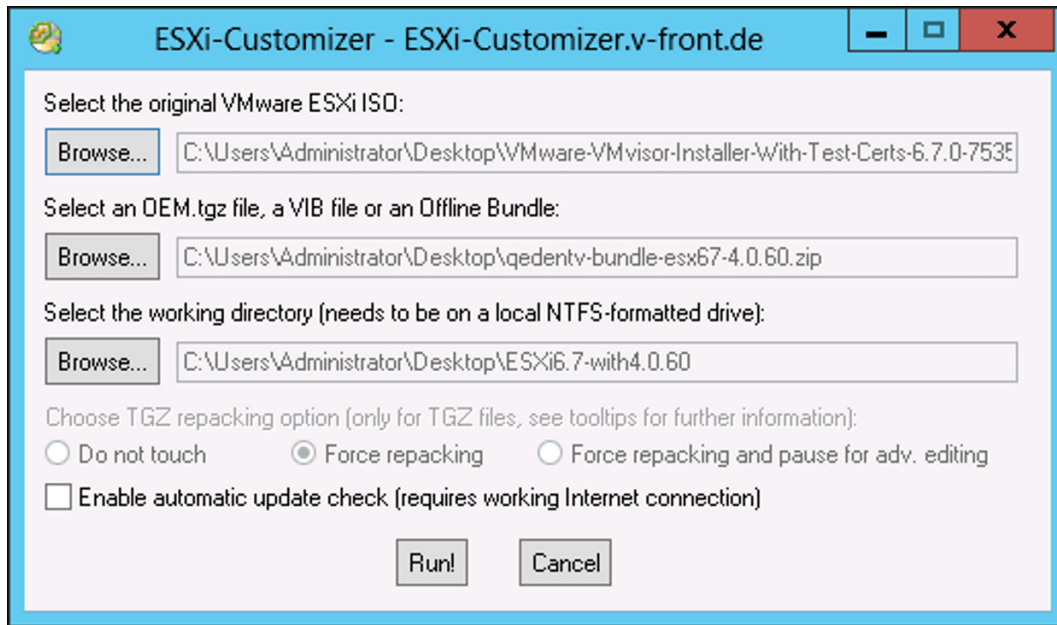 ESXi-Customizer - ESXi-Customizer.v-front.de
Select the original VMware ESXi ISO:
Browse... C:\Users\Administrator\Desktop\VMware-VMvisor-Installer-With-Test-Certs-6.7.0-7535
Select an OEM.tgz file, a VIB file or an Offline Bundle:
Browse... C:\Users\Administrator\Desktop\qedentv-bundle-esx67-4.0.60.zip
Select the working directory (needs to be on a local NTFS-formatted drive):
Browse... C:\Users\Administrator\Desktop\ESXi6.7-with4.0.60
Choose TGZ repacking option (only for TGZ files, see tooltips for further information):
Do not touch Force repacking Force repacking and pause for adv. editing
Enable automatic update check (requires working Internet connection)
Run! Cancel